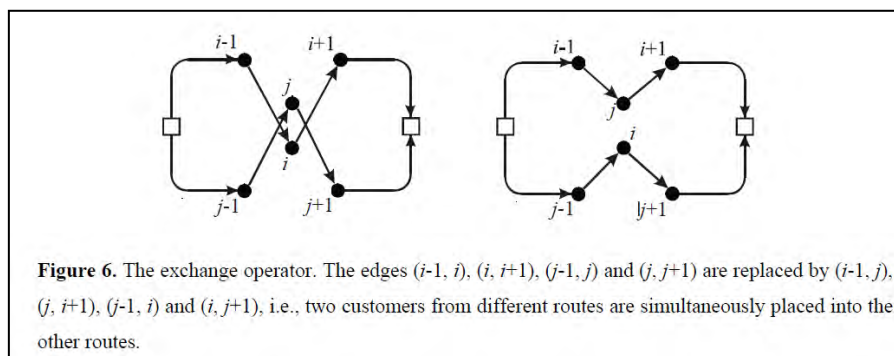 i-1 i+1 i-1 i+1
j j
i i
j-1 j+1 j-1 |j+1
Figure 6. The exchange operator. The edges (i-1, i), (i, i+1), (j-1, j) and (j, j+1) are replaced by (i-1, j),
(j, i+1), (j-1, i) and (i, j+1), i.e., two customers from different routes are simultaneously placed into the
other routes.